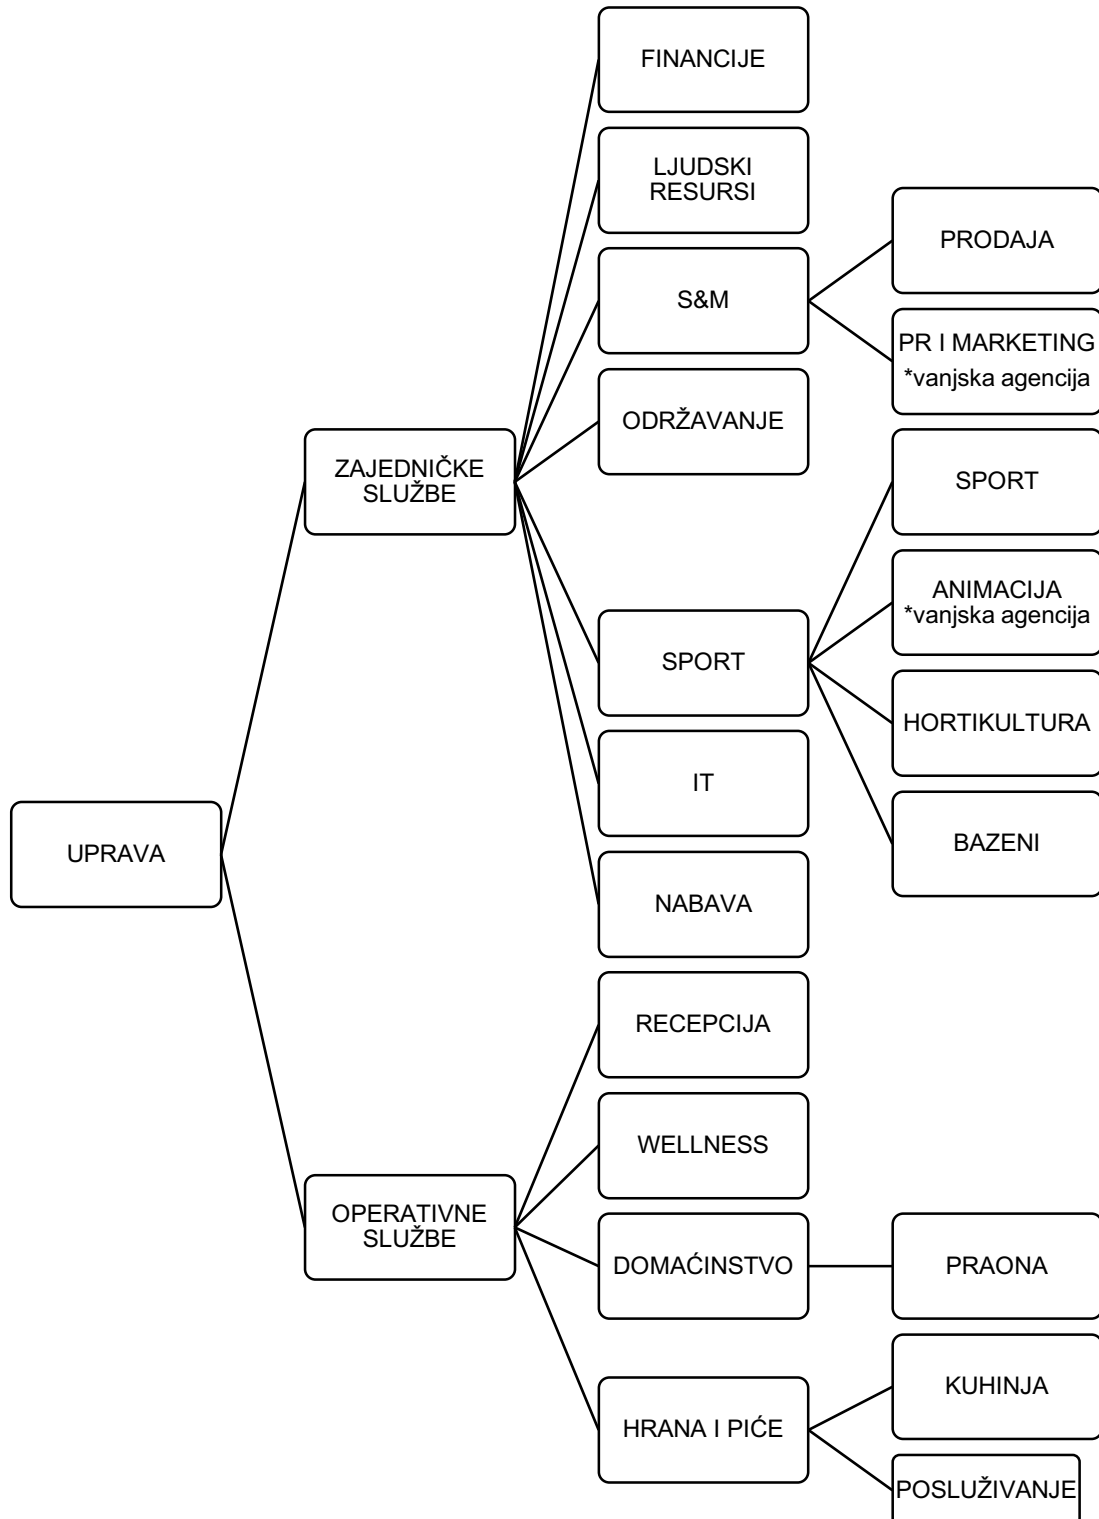 FINANCIJE
LJUDSKI
RESURSI
PRODAJA
S&M
PR I MARKETING
*vanjska agencija
ODRŽAVANJE
ZAJEDNIČKE
SLUŽBE
SPORT
ANIMACIJA
*vanjska agencija
SPORT
HORTIKULTURA
IT
BAZENI
UPRAVA
NABAVA
RECEPCIJA
WELLNESS
OPERATIVNE
SLUŽBE
DOMAĆINSTVO
PRAONA
KUHINJA
HRANA I PIĆE
POSLUŽIVANJE